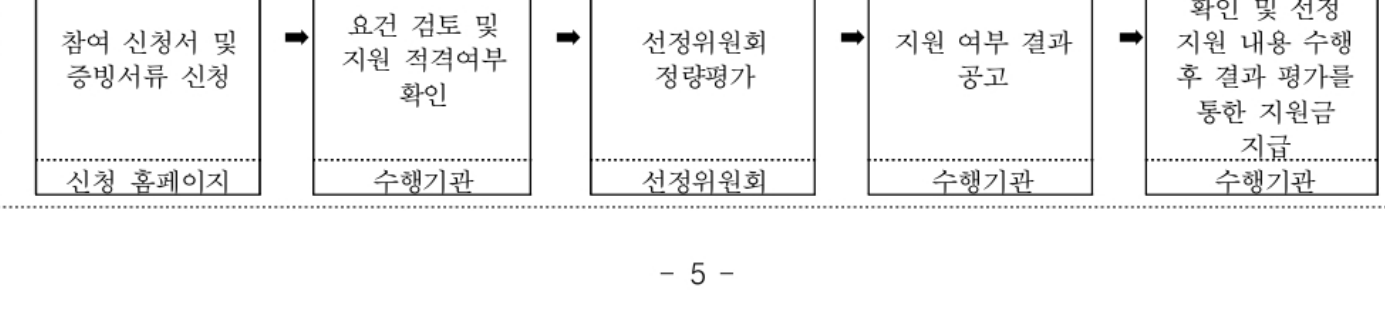 참여 신청서 및
증빙서류 신청
신청 홈페이지
➡
요건 검토 및
지원 적격여부
확인
수행기관
➡
선정위원회
정량평가
선정위원회
➡
지원 여부 결과
공고
수행기관
➡
확인 및 선정
지원 내용 수행
후 결과 평가를
통한 지원금
지급
수행기관
- 5 -